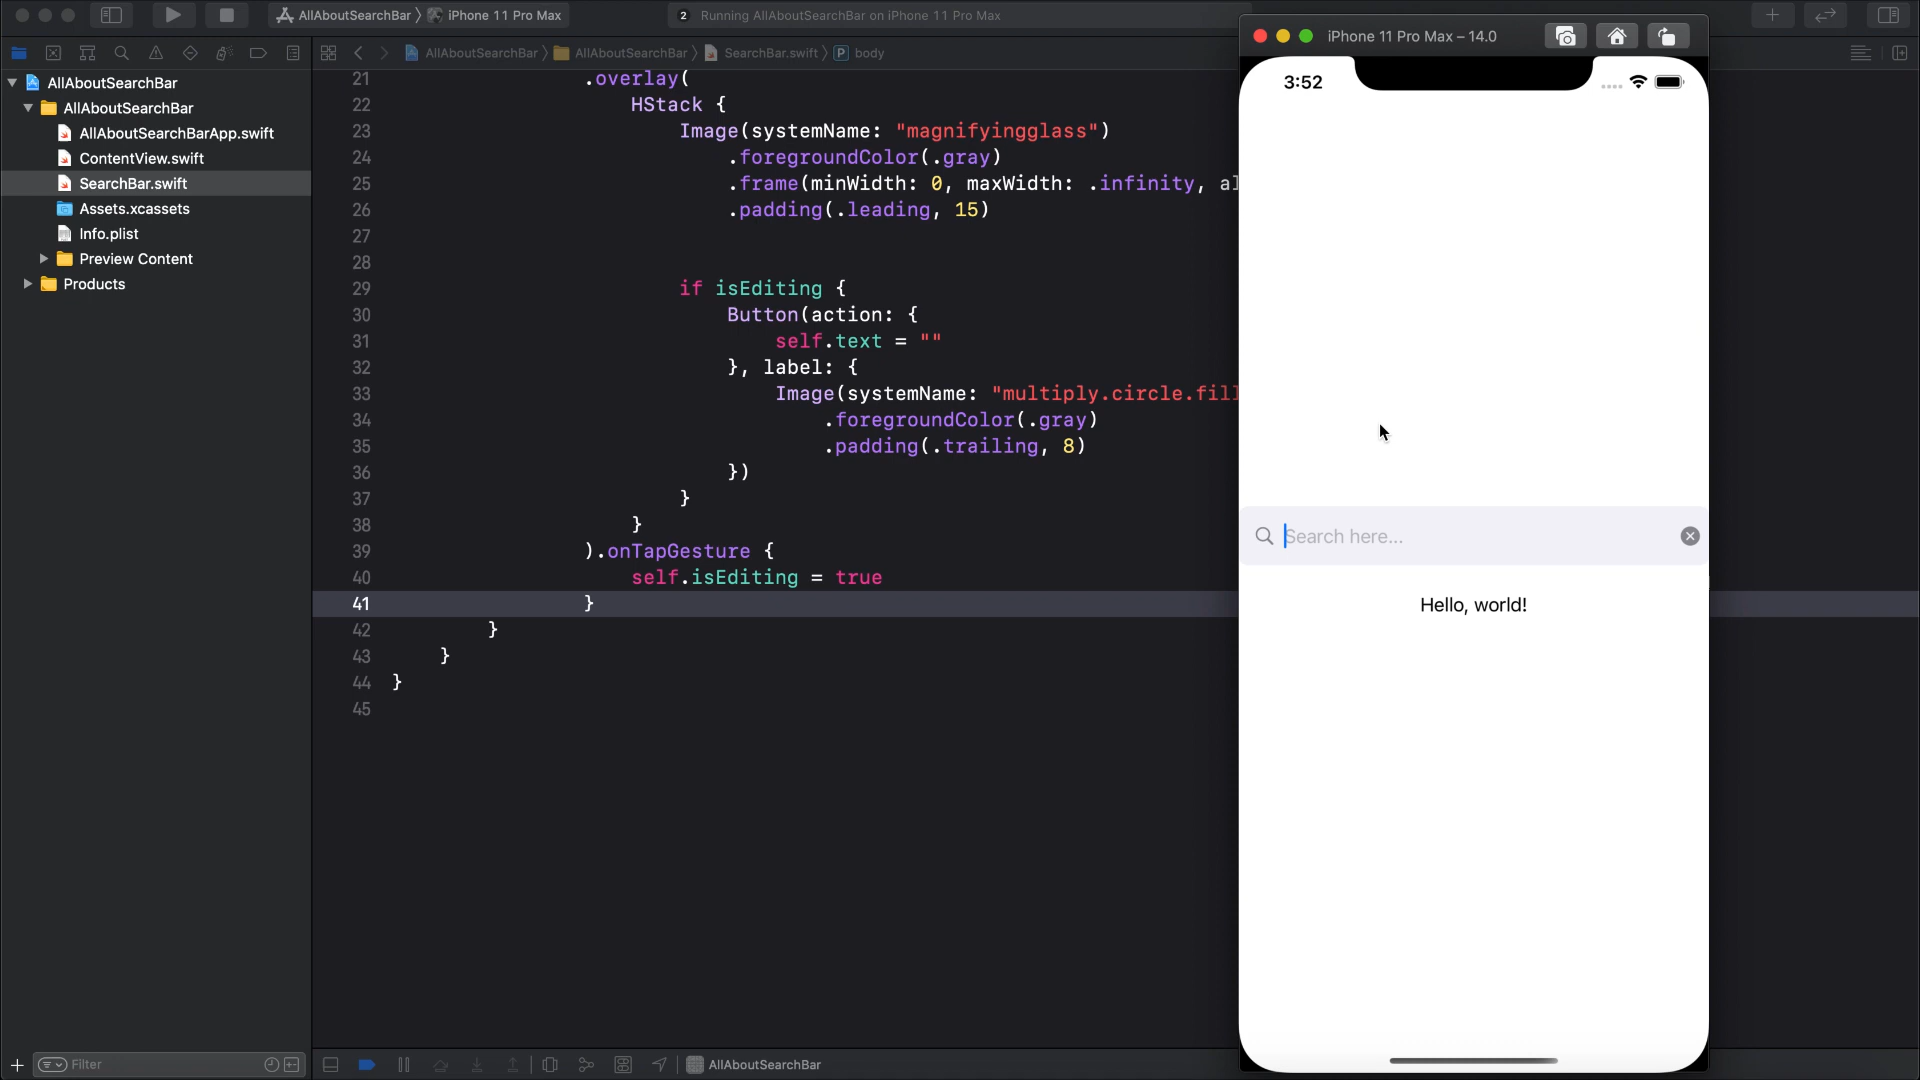 AllAboutSearchBar
iPhone 11 Pro Max
2
Running AllAboutSearchBar on iPhone 11 Pro Max
AllAboutSearchBar
AllAboutSearchBar
SearchBar.swift
P
body
AllAboutSearchBar
AllAboutSearchBar
AllAboutSearchBarApp.swift
ContentView.swift
SearchBar.swift
Assets.xcassets
Info.plist
Preview Content
Products
21 .overlay(
22 HStack {
23 Image(systemName: "magnifyingglass")
24 .foregroundColor(.gray)
25 .frame(minWidth: 0, maxWidth: .infinity, al
26 .padding(.leading, 15)
27
28
29 if isEditing {
30 Button(action: {
31 self.text = ""
32 }, label: {
33 Image(systemName: "multiply.circle.fill
34 .foregroundColor(.gray)
35 .padding(.trailing, 8)
36 })
37 }
38 }
39 ).onTapGesture {
40 self.isEditing = true
41 }
42 }
43 }
44 }
45
iPhone 11 Pro Max – 14.0
3:52
Search here...
Hello, world!
Filter
AllAboutSearchBar